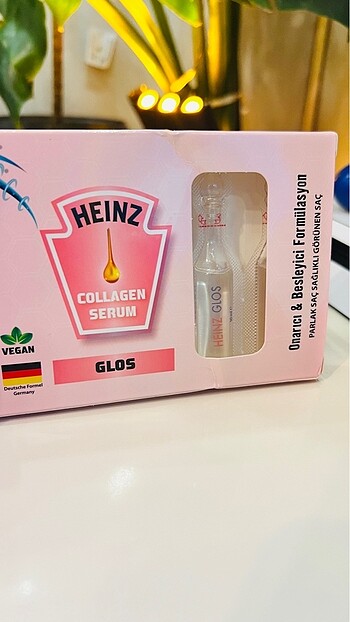 HEINZ
COLLAGEN
SERUM
GLOS
VEGAN
Deutsche Formel
Germany
HEINZ GLOS
Onarıcı & Besleyici Formülasyon
PARLAK SAÇ SAĞLIKLI GÖRÜNEN SAÇ